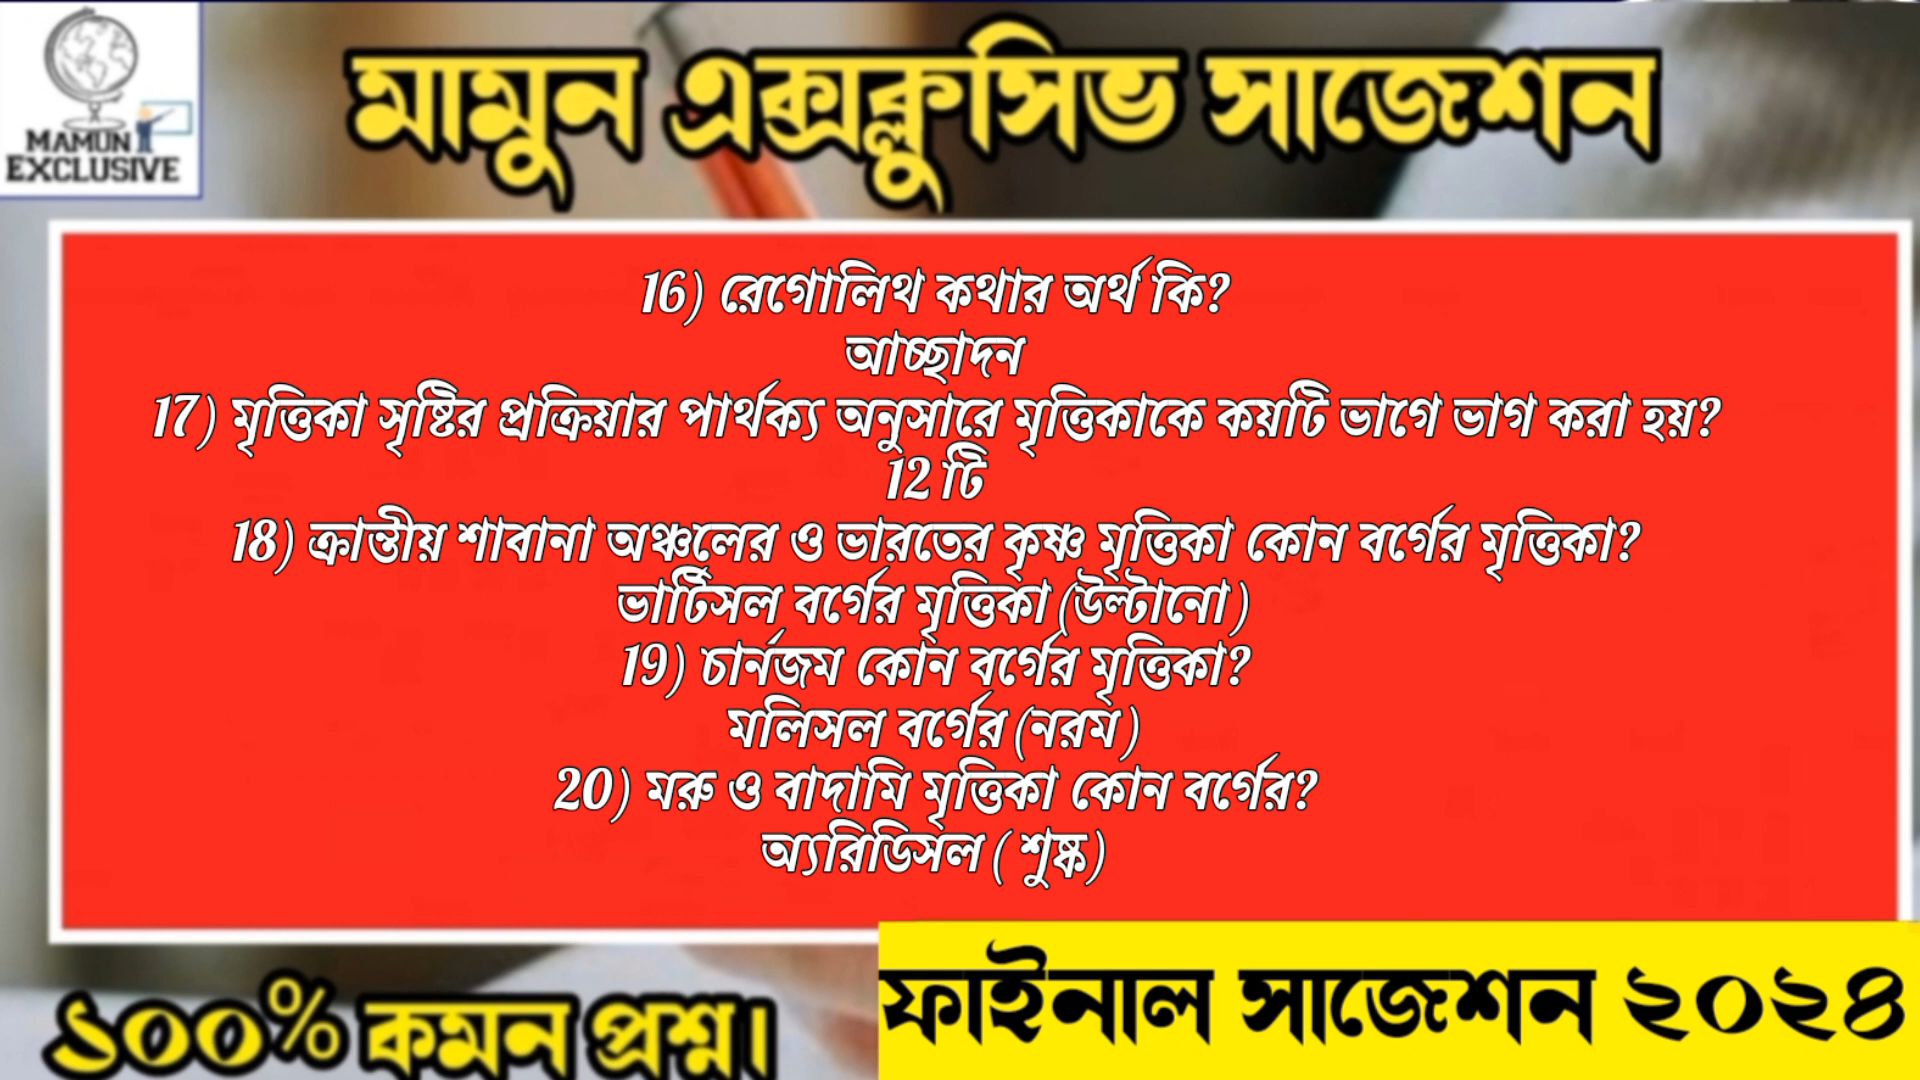 MAMUN
EXCLUSIVE
মামুন এক্সক্লুসিভ সাজেশন
16) রেগোলিথ কথার অর্থ কি?
আচ্ছাদন
17) মৃত্তিকা সৃষ্টির প্রক্রিয়ার পার্থক্য অনুসারে মৃত্তিকাকে কয়টি ভাগে ভাগ করা হয়?
12 টি
18) ক্রান্তীয় শাবানা অঞ্চলের ও ভারতের কৃষ্ণ মৃত্তিকা কোন বর্গের মৃত্তিকা?
ভার্টিসল বর্গের মৃত্তিকা (উল্টানো)
19) চার্নজম কোন বর্গের মৃত্তিকা?
মলিসল বর্গের (নরম)
20) মরু ও বাদামি মৃত্তিকা কোন বর্গের?
অ্যারিডিসল ( শুষ্ক)
১০০% কমন প্রশ্ন।
ফাইনাল সাজেশন ২০২৪